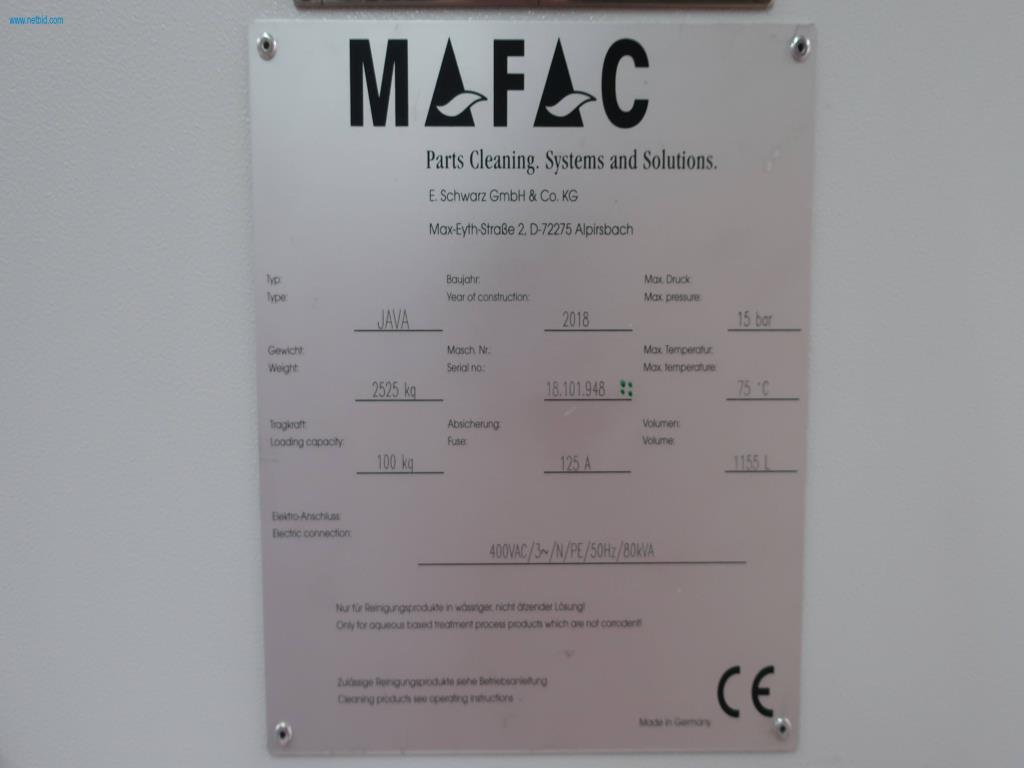 www.netbid.com
MAFAC
Parts Cleaning. Systems and Solutions.
E. Schwarz GmbH & Co. KG
Max-Eyth-Straße 2, D-72275 Alpirsbach
Typ: Baujahr: Max. Druck:
Type: Year of construction: Max. pressure:
JAVA 2018 15 bar
Gewicht: Masch. Nr.: Max. Temperatur:
Weight: Serial no.: Max. temperature:
2525 kg 18.101.948 75 °C
Tragkraft: Absicherung: Volumen:
Loading capacity: Fuse: Volume:
100 kg 125 A 1155 L
Elektro-Anschluss:
Electric connection:
400VAC/3~/N/PE/50Hz/80kVA
Nur für Reinigungsprodukte in wässriger, nicht ätzender Lösung!
Only for aqueous based treatment process products which are not corrodent!
Zulässige Reinigungsprodukte siehe Betriebsanleitung
Cleaning products see operating instructions
CE
Made in Germany